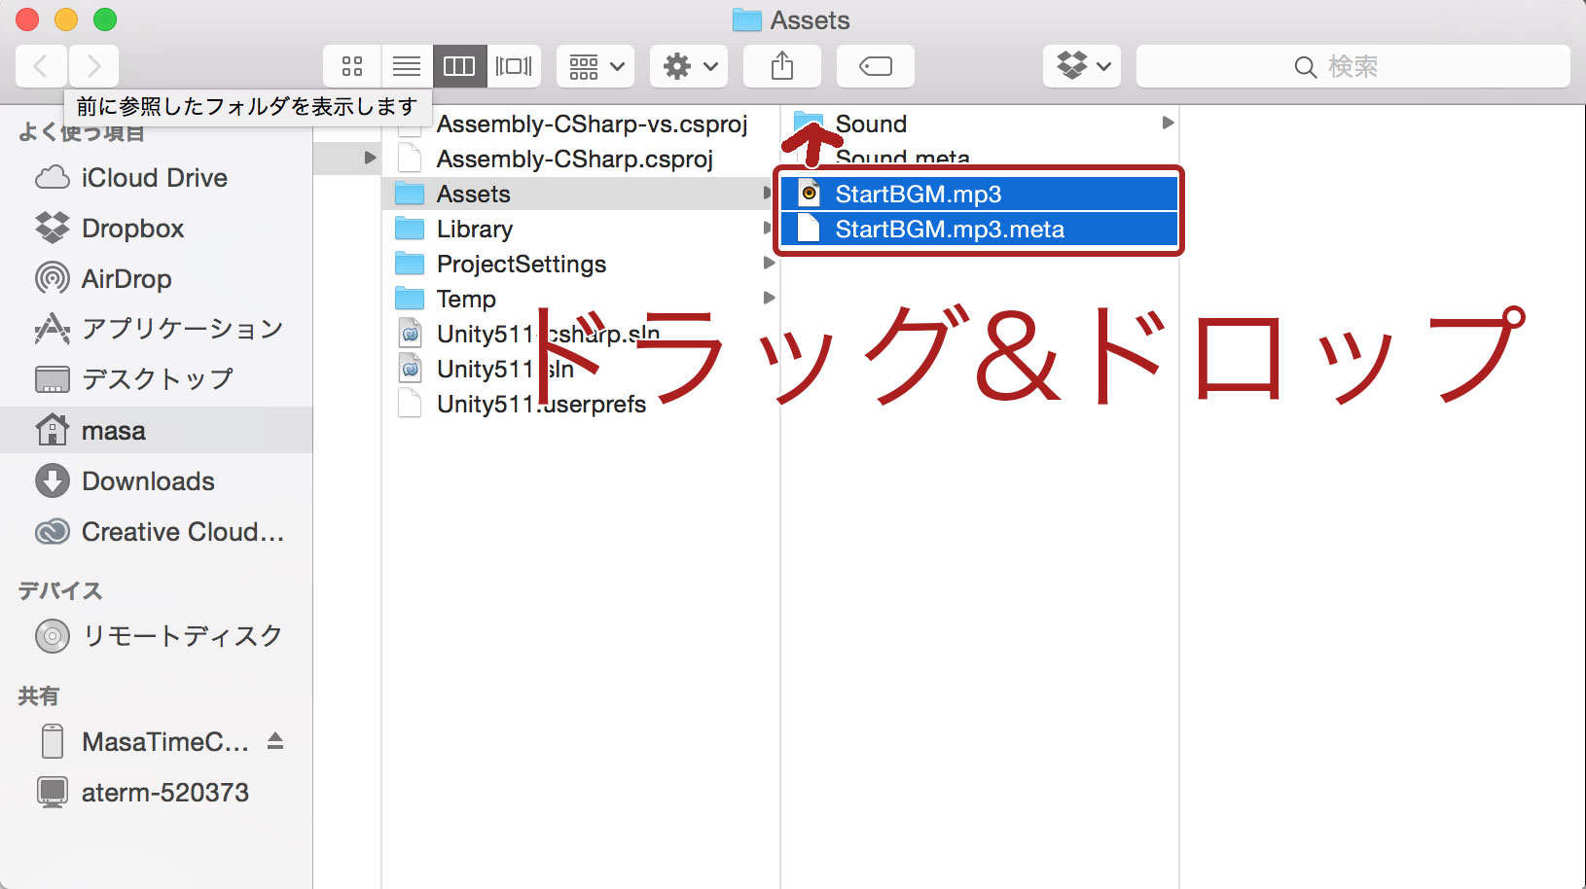 Assets
検索
前に参照したフォルダを表示します
よく使う項目
iCloud Drive
Dropbox
AirDrop
アプリケーション
デスクトップ
masa
Downloads
Creative Cloud...
デバイス
リモートディスク
共有
MasaTimeC...
aterm-520373
Assembly-CSharp-vs.csproj
Assembly-CSharp.csproj
Assets
Library
ProjectSettings
Temp
Unity511.csharp.sln
Unity511.sln
Unity511.userprefs
Sound
Sound.meta
StartBGM.mp3
StartBGM.mp3.meta
ドラッグ&ドロップ